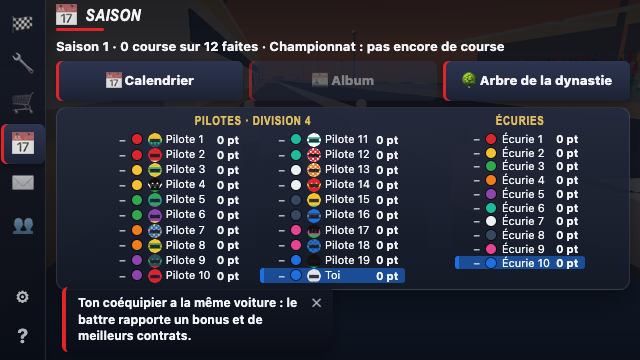 SAISON
Saison 1 · 0 course sur 12 faites · Championnat : pas encore de course
Calendrier
Album
Arbre de la dynastie
PILOTES · DIVISION 4
– Pilote 1 0 pt
– Pilote 2 0 pt
– Pilote 3 0 pt
– Pilote 4 0 pt
– Pilote 5 0 pt
– Pilote 6 0 pt
– Pilote 7 0 pt
– Pilote 8 0 pt
– Pilote 9 0 pt
– Pilote 10 0 pt
– Pilote 11 0 pt
– Pilote 12 0 pt
– Pilote 13 0 pt
– Pilote 14 0 pt
– Pilote 15 0 pt
– Pilote 16 0 pt
– Pilote 17 0 pt
– Pilote 18 0 pt
– Pilote 19 0 pt
– Toi 0 pt
ÉCURIES
– Écurie 1 0 pt
– Écurie 2 0 pt
– Écurie 3 0 pt
– Écurie 4 0 pt
– Écurie 5 0 pt
– Écurie 6 0 pt
– Écurie 7 0 pt
– Écurie 8 0 pt
– Écurie 9 0 pt
– Écurie 10 0 pt
Ton coéquipier a la même voiture : le
battre rapporte un bonus et de
meilleurs contrats.
17
17
17
?